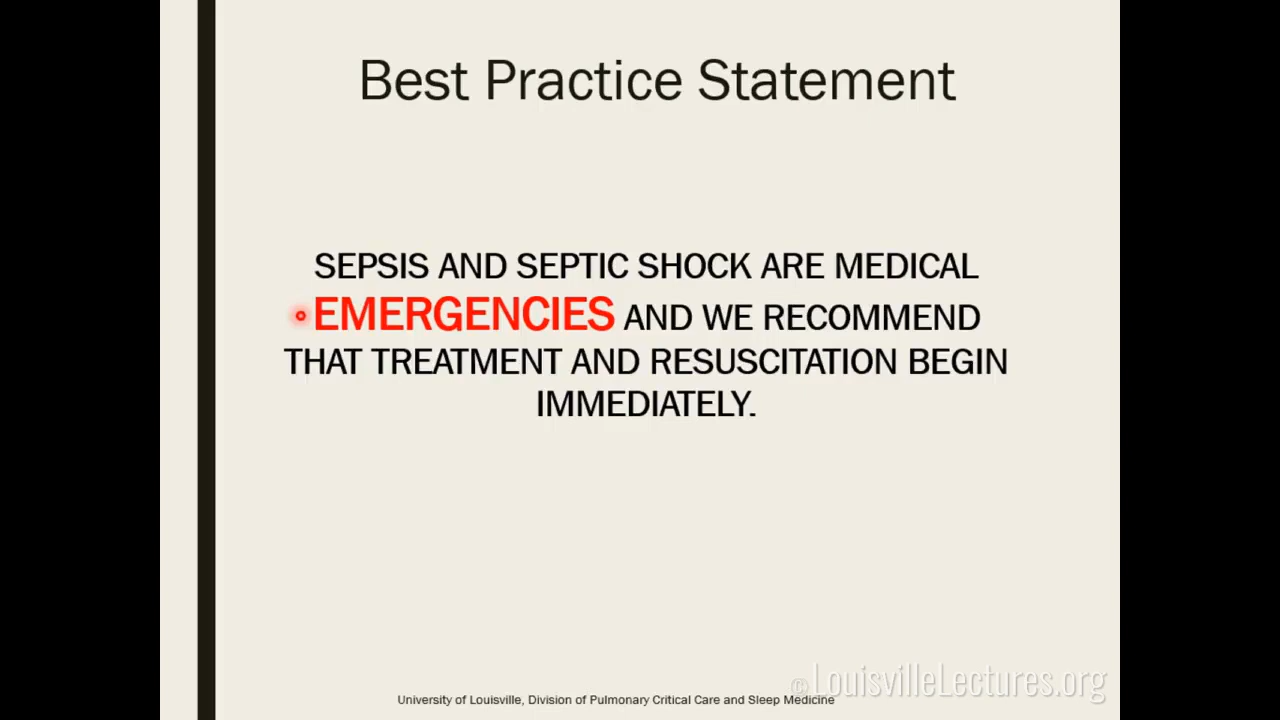 Best Practice Statement
SEPSIS AND SEPTIC SHOCK ARE MEDICAL
EMERGENCIES AND WE RECOMMEND
THAT TREATMENT AND RESUSCITATION BEGIN
IMMEDIATELY.
©LouisvilleLectures.org
University of Louisville, Division of Pulmonary Critical Care and Sleep Medicine